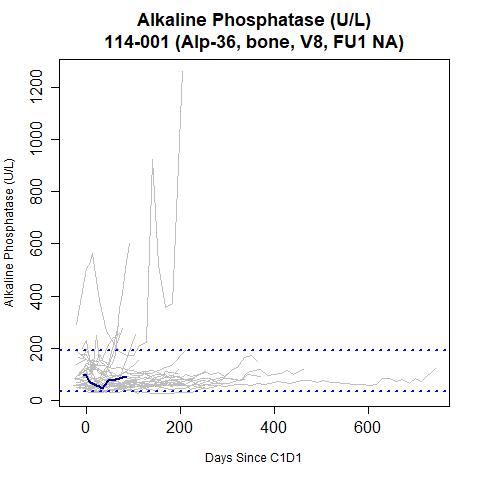 Alkaline Phosphatase (U/L)
114-001 (Alp-36, bone, V8, FU1 NA)
Alkaline Phosphatase (U/L)
1200
1000
800
600
400
200
0
0 200 400 600
Days Since C1D1